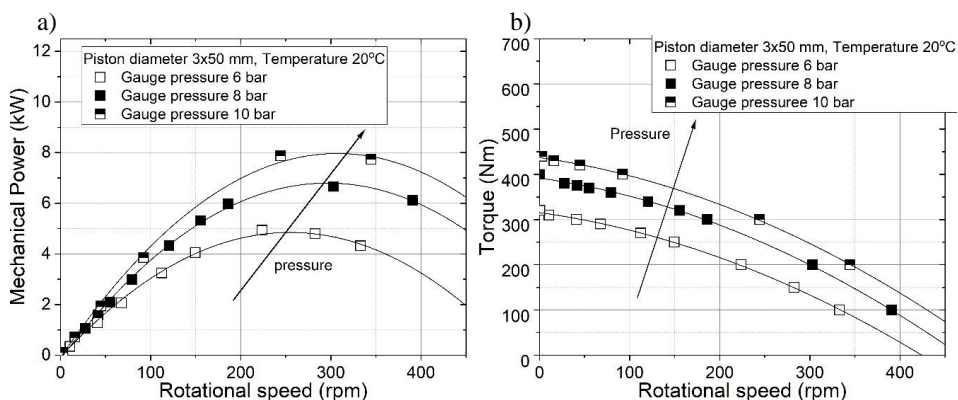 a)
Piston diameter 3x50 mm, Temperature 20°C
Gauge pressure 6 bar
Gauge pressure 8 bar
Gauge pressure 10 bar
12
10
8
6
4
2
0
Mechanical Power (kW)
pressure
0 100 200 300 400
Rotational speed (rpm)
b)
Piston diameter 3x50 mm, Temperature 20°C
Gauge pressure 6 bar
Gauge pressure 8 bar
Gauge pressuree 10 bar
700
600
500
400
300
200
100
0
Torque (Nm)
Pressure
0 100 200 300 400
Rotational speed (rpm)